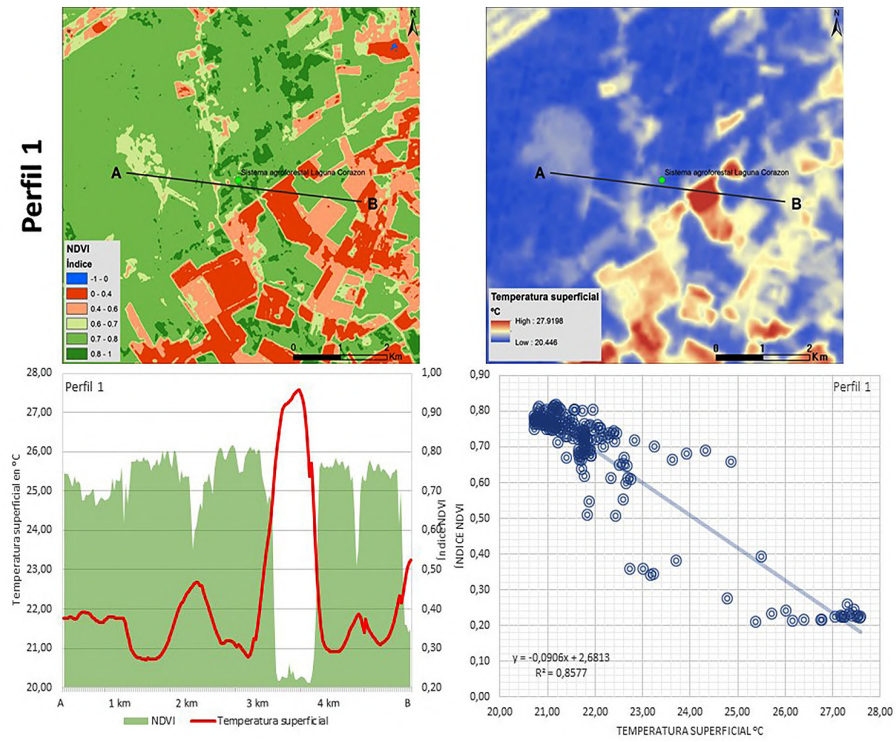 Perfil 1
N
A
Sistema agroforestal Laguna Corazon
B
NDVI
Índice
-1 - 0
0 - 0.4
0.4 - 0.6
0.6 - 0.7
0.7 - 0.8
0.8 - 1
0 1 2
Km
N
A
Sistema agroforestal Laguna Corazon
B
Temperatura superficial
ºC
High : 27.9198
Low : 20.446
0 1 2
Km
Perfil 1
Temperatura superficial en °C
28,00
27,00
26,00
25,00
24,00
23,00
22,00
21,00
20,00
1,00
0,90
0,80
0,70
0,60
0,50
0,40
0,30
0,20
Índice NDVI
A 1 km 2 km 3 km 4 km B
NDVI Temperatura superficial
Perfil 1
ÍNDICE NDVI
0,90
0,80
0,70
0,60
0,50
0,40
0,30
0,20
0,10
0,00
y = -0,0906x + 2,6813
R² = 0,8577
20,00 21,00 22,00 23,00 24,00 25,00 26,00 27,00 28,00
TEMPERATURA SUPERFICIAL ºC